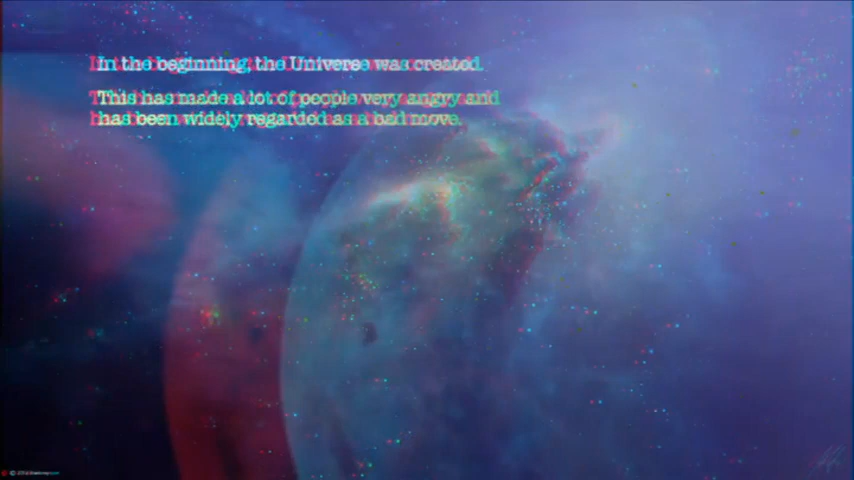 In the beginning, the Universe was created.
This has made a lot of people very angry and
has been widely regarded as a bad move.